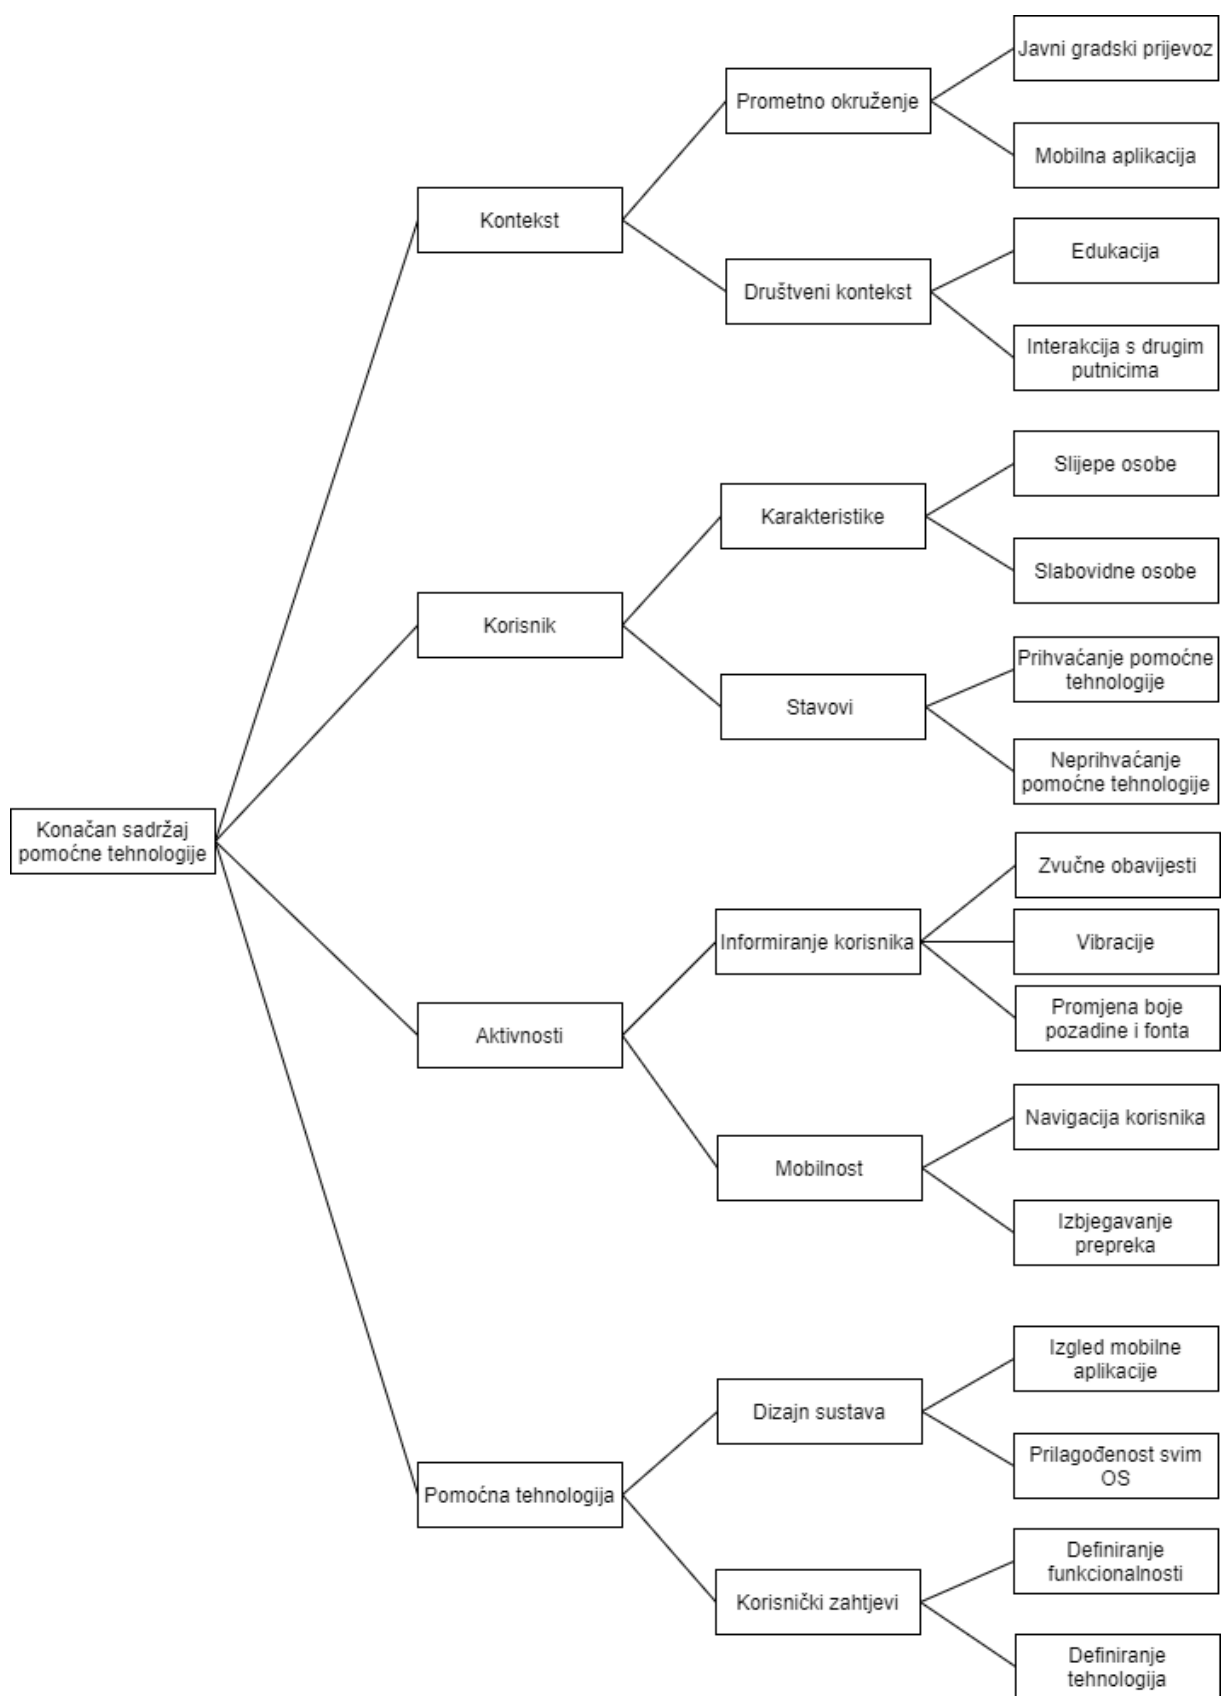 Javni gradski prijevoz
Prometno okruženje
Mobilna aplikacija
Kontekst
Edukacija
Društveni kontekst
Interakcija s drugim
putnicima
Slijepe osobe
Karakteristike
Slabovidne osobe
Korisnik
Prihvaćanje pomoćne
tehnologije
Stavovi
Neprihvaćanje
pomoćne tehnologije
Konačan sadržaj
pomoćne tehnologije
Zvučne obavijesti
Informiranje korisnika
Vibracije
Promjena boje
pozadine i fonta
Aktivnosti
Navigacija korisnika
Mobilnost
Izbjegavanje
prepreka
Izgled mobilne
aplikacije
Dizajn sustava
Prilagođenost svim
OS
Pomoćna tehnologija
Definiranje
funkcionalnosti
Korisnički zahtjevi
Definiranje
tehnologija